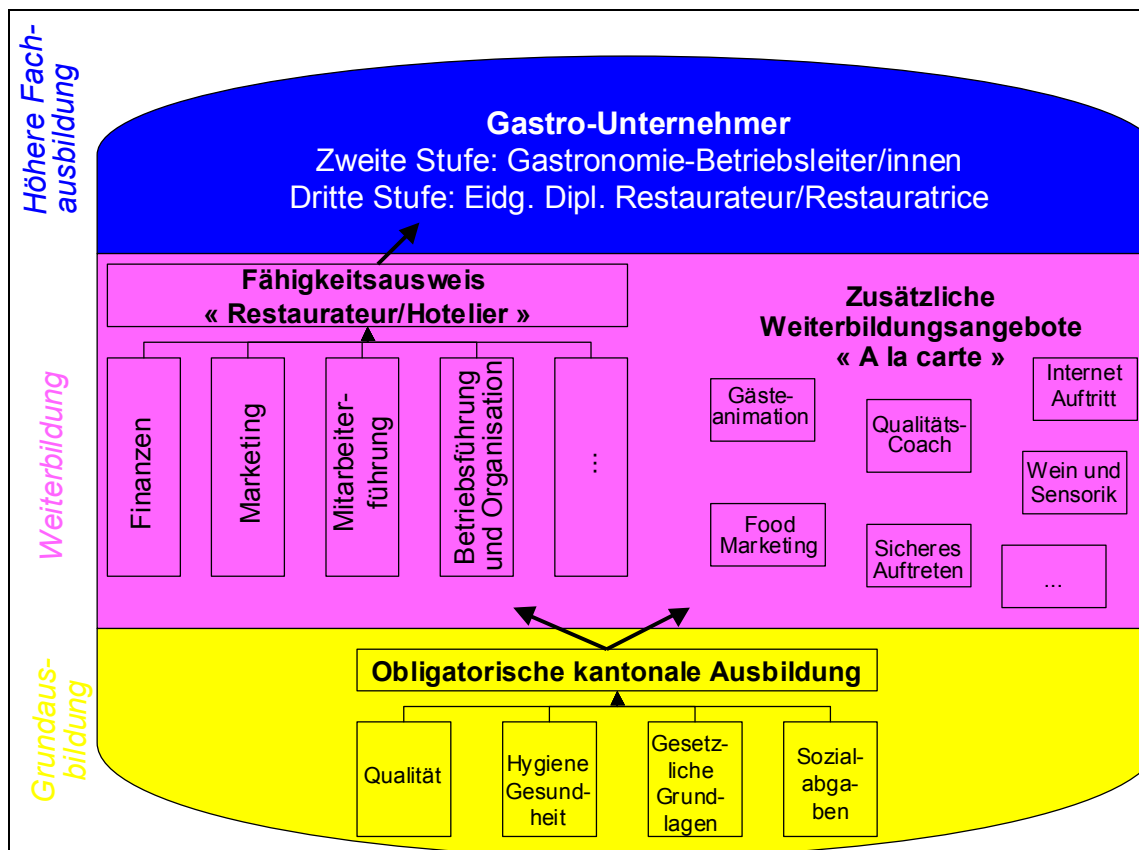 Höhere Fach-
ausbildung
Gastro-Unternehmer
Zweite Stufe: Gastronomie-Betriebsleiter/innen
Dritte Stufe: Eidg. Dipl. Restaurateur/Restauratrice
Weiterbildung
Fähigkeitsausweis
« Restaurateur/Hotelier »
Finanzen
Marketing
Mitarbeiter-
führung
Betriebsführung
und Organisation
...
Zusätzliche
Weiterbildungsangebote
« A la carte »
Gäste-
animation
Qualitäts-
Coach
Internet
Auftritt
Wein und
Sensorik
Food
Marketing
Sicheres
Auftreten
...
Grundaus-
bildung
Obligatorische kantonale Ausbildung
Qualität
Hygiene
Gesund-
heit
Gesetz-
liche
Grund-
lagen
Sozial-
abga-
ben